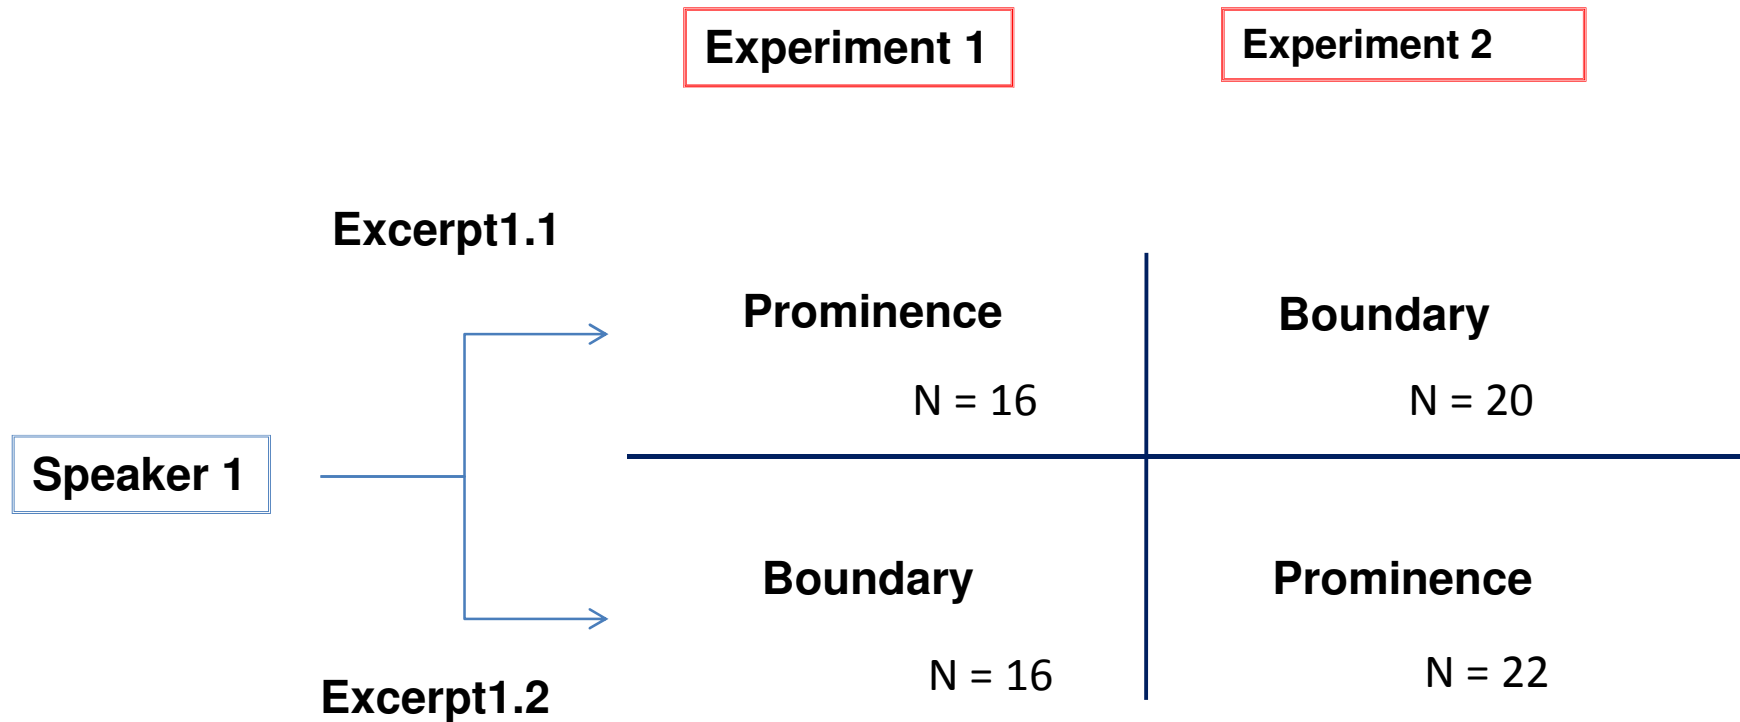 Experiment 1
Experiment 2
Excerpt1.1
Prominence
Boundary
N = 16
N = 20
Speaker 1
Boundary
Prominence
N = 16
N = 22
Excerpt1.2